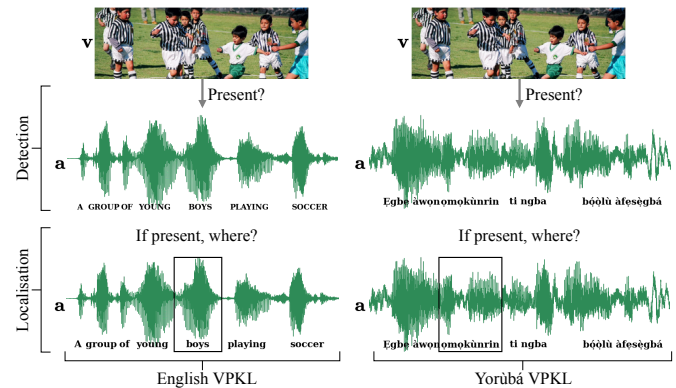 v
v
Present?
Present?
Detection
a
a
A GROUP OF YOUNG BOYS PLAYING SOCCER
Ẹgbẹ àwọn ọmọkùnrin ti ngba bọ́ọ̀lù àfẹsẹ̀gbá
If present, where?
If present, where?
Localisation
a
a
A group of young boys playing soccer
Ẹgbẹ àwọn ọmọkùnrin ti ngba bọ́ọ̀lù àfẹsẹ̀gbá
English VPKL
Yorùbá VPKL